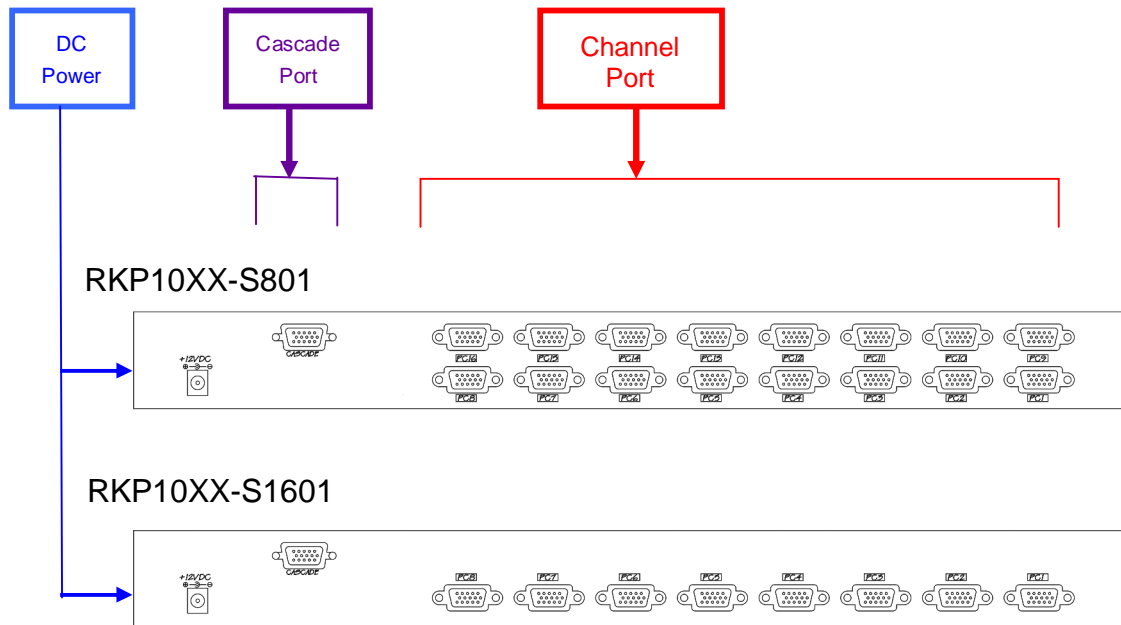 DC
Power
Cascade
Port
Channel
Port
RKP10XX-S801
CASCADE
+12VDC
PC16 PC15 PC14 PC13 PC12 PC11 PC10 PC9
PC8 PC7 PC6 PC5 PC4 PC3 PC2 PC1
RKP10XX-S1601
CASCADE
+12VDC
PC8 PC7 PC6 PC5 PC4 PC3 PC2 PC1